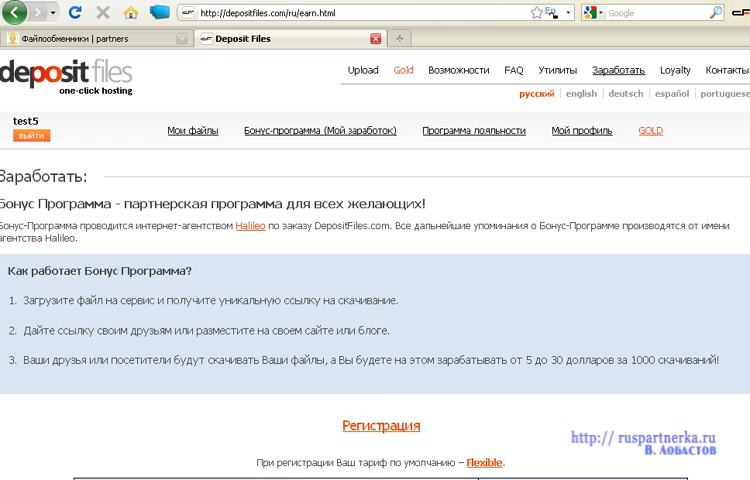 http://depositfiles.com/ru/earn.html
Google
Файлообменники | partners
Deposit Files
depositfiles
one-click hosting
Upload Gold Возможности FAQ Утилиты Заработать Loyalty Контакты
русский | english | deutsch | español | portuguese
test5
выйти
Мои файлы Бонус-программа (Мой заработок) Программа лояльности Мой профиль GOLD
Заработать:
Бонус Программа - партнерская программа для всех желающих!
Бонус-Программа проводится интернет-агентством Halileo по заказу DepositFiles.com. Все дальнейшие упоминания о Бонус-Программе производятся от имени
агентства Halileo.
Как работает Бонус Программа?
1. Загрузите файл на сервис и получите уникальную ссылку на скачивание.
2. Дайте ссылку своим друзьям или разместите на своем сайте или блоге.
3. Ваши друзья или посетители будут скачивать Ваши файлы, а Вы будете на этом зарабатывать от 5 до 30 долларов за 1000 скачиваний!
Регистрация
http:// ruspartnerka.ru
В. Лобастов
При регистрации Ваш тариф по умолчанию – Flexible.